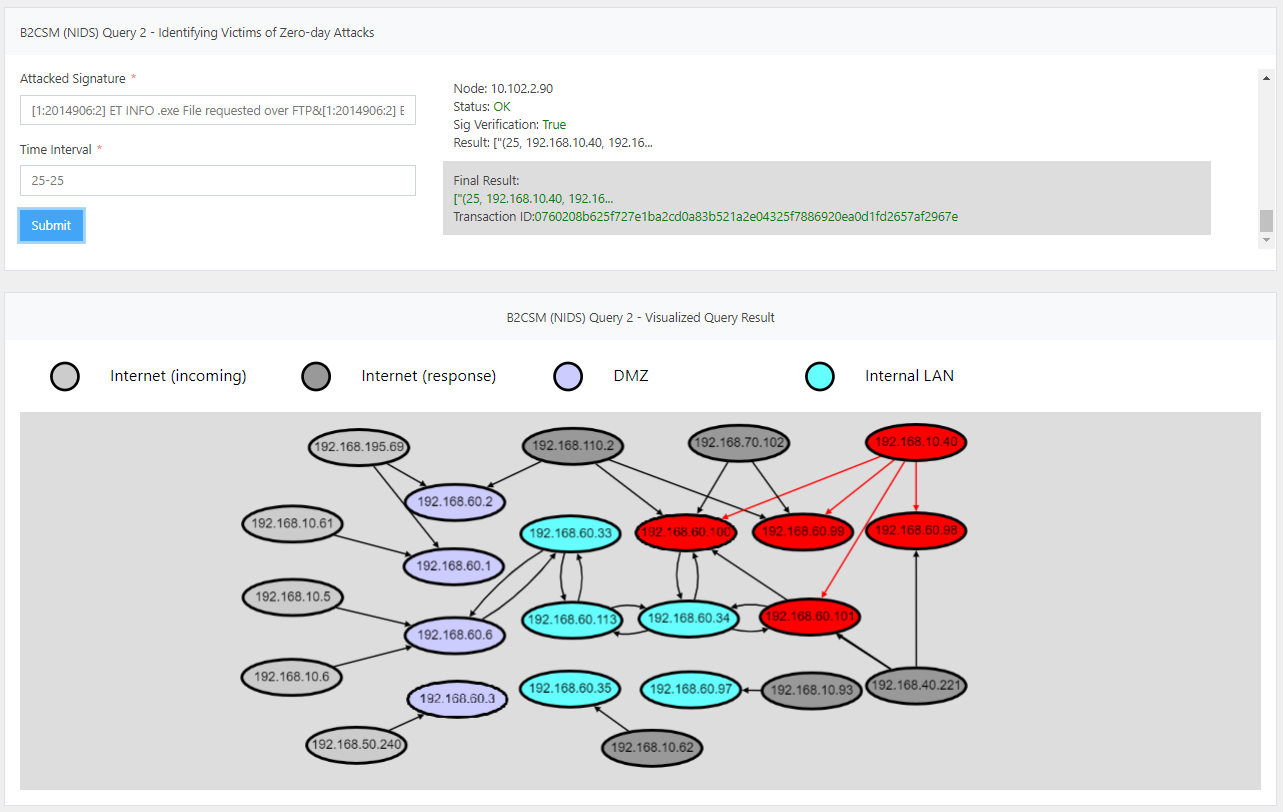 B2CSM (NIDS) Query 2 - Identifying Victims of Zero-day Attacks
Attacked Signature *
[1:2014906:2] ET INFO .exe File requested over FTP&[1:2014906:2] E
Time Interval *
25-25
Submit
Node: 10.102.2.90
Status: OK
Sig Verification: True
Result: ["(25, 192.168.10.40, 192.16...
Final Result:
["(25, 192.168.10.40, 192.16...
Transaction ID:0760208b625f727e1ba2cd0a83b521a2e04325f7886920ea0d1fd2657af2967e
B2CSM (NIDS) Query 2 - Visualized Query Result
Internet (incoming)
Internet (response)
DMZ
Internal LAN
192.168.195.69
192.168.110.2
192.168.70.102
192.168.10.40
192.168.60.2
192.168.10.61
192.168.60.33
192.168.60.100
192.168.60.99
192.168.60.98
192.168.60.1
192.168.10.5
192.168.60.6
192.168.60.113
192.168.60.34
192.168.60.101
192.168.10.6
192.168.60.3
192.168.60.35
192.168.60.97
192.168.10.93
192.168.40.221
192.168.50.240
192.168.10.62